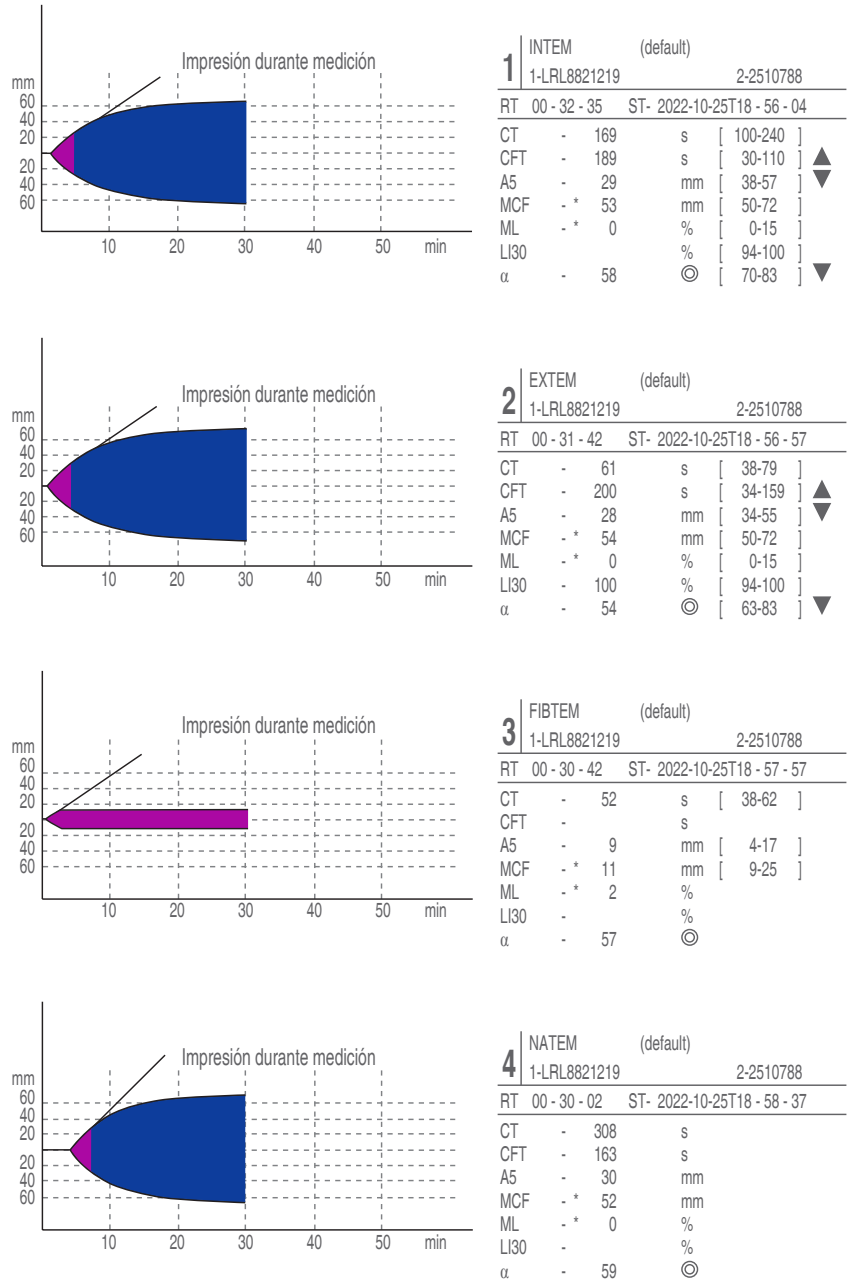 Impresión durante medición
mm
60
40
20
20
40
60
10 20 30 40 50 min
1 INTEM (default)
1-LRL8821219 2-2510788
RT 00 - 32 - 35 ST- 2022-10-25T18 - 56 - 04
CT - 169 s [ 100-240 ]
CFT - 189 s [ 30-110 ] ▲
A5 - 29 mm [ 38-57 ] ▼
MCF - * 53 mm [ 50-72 ]
ML - * 0 % [ 0-15 ]
LI30 % [ 94-100 ]
α - 58 ◎ [ 70-83 ] ▼
Impresión durante medición
mm
60
40
20
20
40
60
10 20 30 40 50 min
2 EXTEM (default)
1-LRL8821219 2-2510788
RT 00 - 31 - 42 ST- 2022-10-25T18 - 56 - 57
CT - 61 s [ 38-79 ]
CFT - 200 s [ 34-159 ] ▲
A5 - 28 mm [ 34-55 ] ▼
MCF - * 54 mm [ 50-72 ]
ML - * 0 % [ 0-15 ]
LI30 - 100 % [ 94-100 ]
α - 54 ◎ [ 63-83 ] ▼
Impresión durante medición
mm
60
40
20
20
40
60
10 20 30 40 50 min
3 FIBTEM (default)
1-LRL8821219 2-2510788
RT 00 - 30 - 42 ST- 2022-10-25T18 - 57 - 57
CT - 52 s [ 38-62 ]
CFT - s
A5 - 9 mm [ 4-17 ]
MCF - * 11 mm [ 9-25 ]
ML - * 2 %
LI30 - %
α - 57 ◎
Impresión durante medición
mm
60
40
20
20
40
60
10 20 30 40 50 min
4 NATEM (default)
1-LRL8821219 2-2510788
RT 00 - 30 - 02 ST- 2022-10-25T18 - 58 - 37
CT - 308 s
CFT - 163 s
A5 - 30 mm
MCF - * 52 mm
ML - * 0 %
LI30 - %
α - 59 ◎